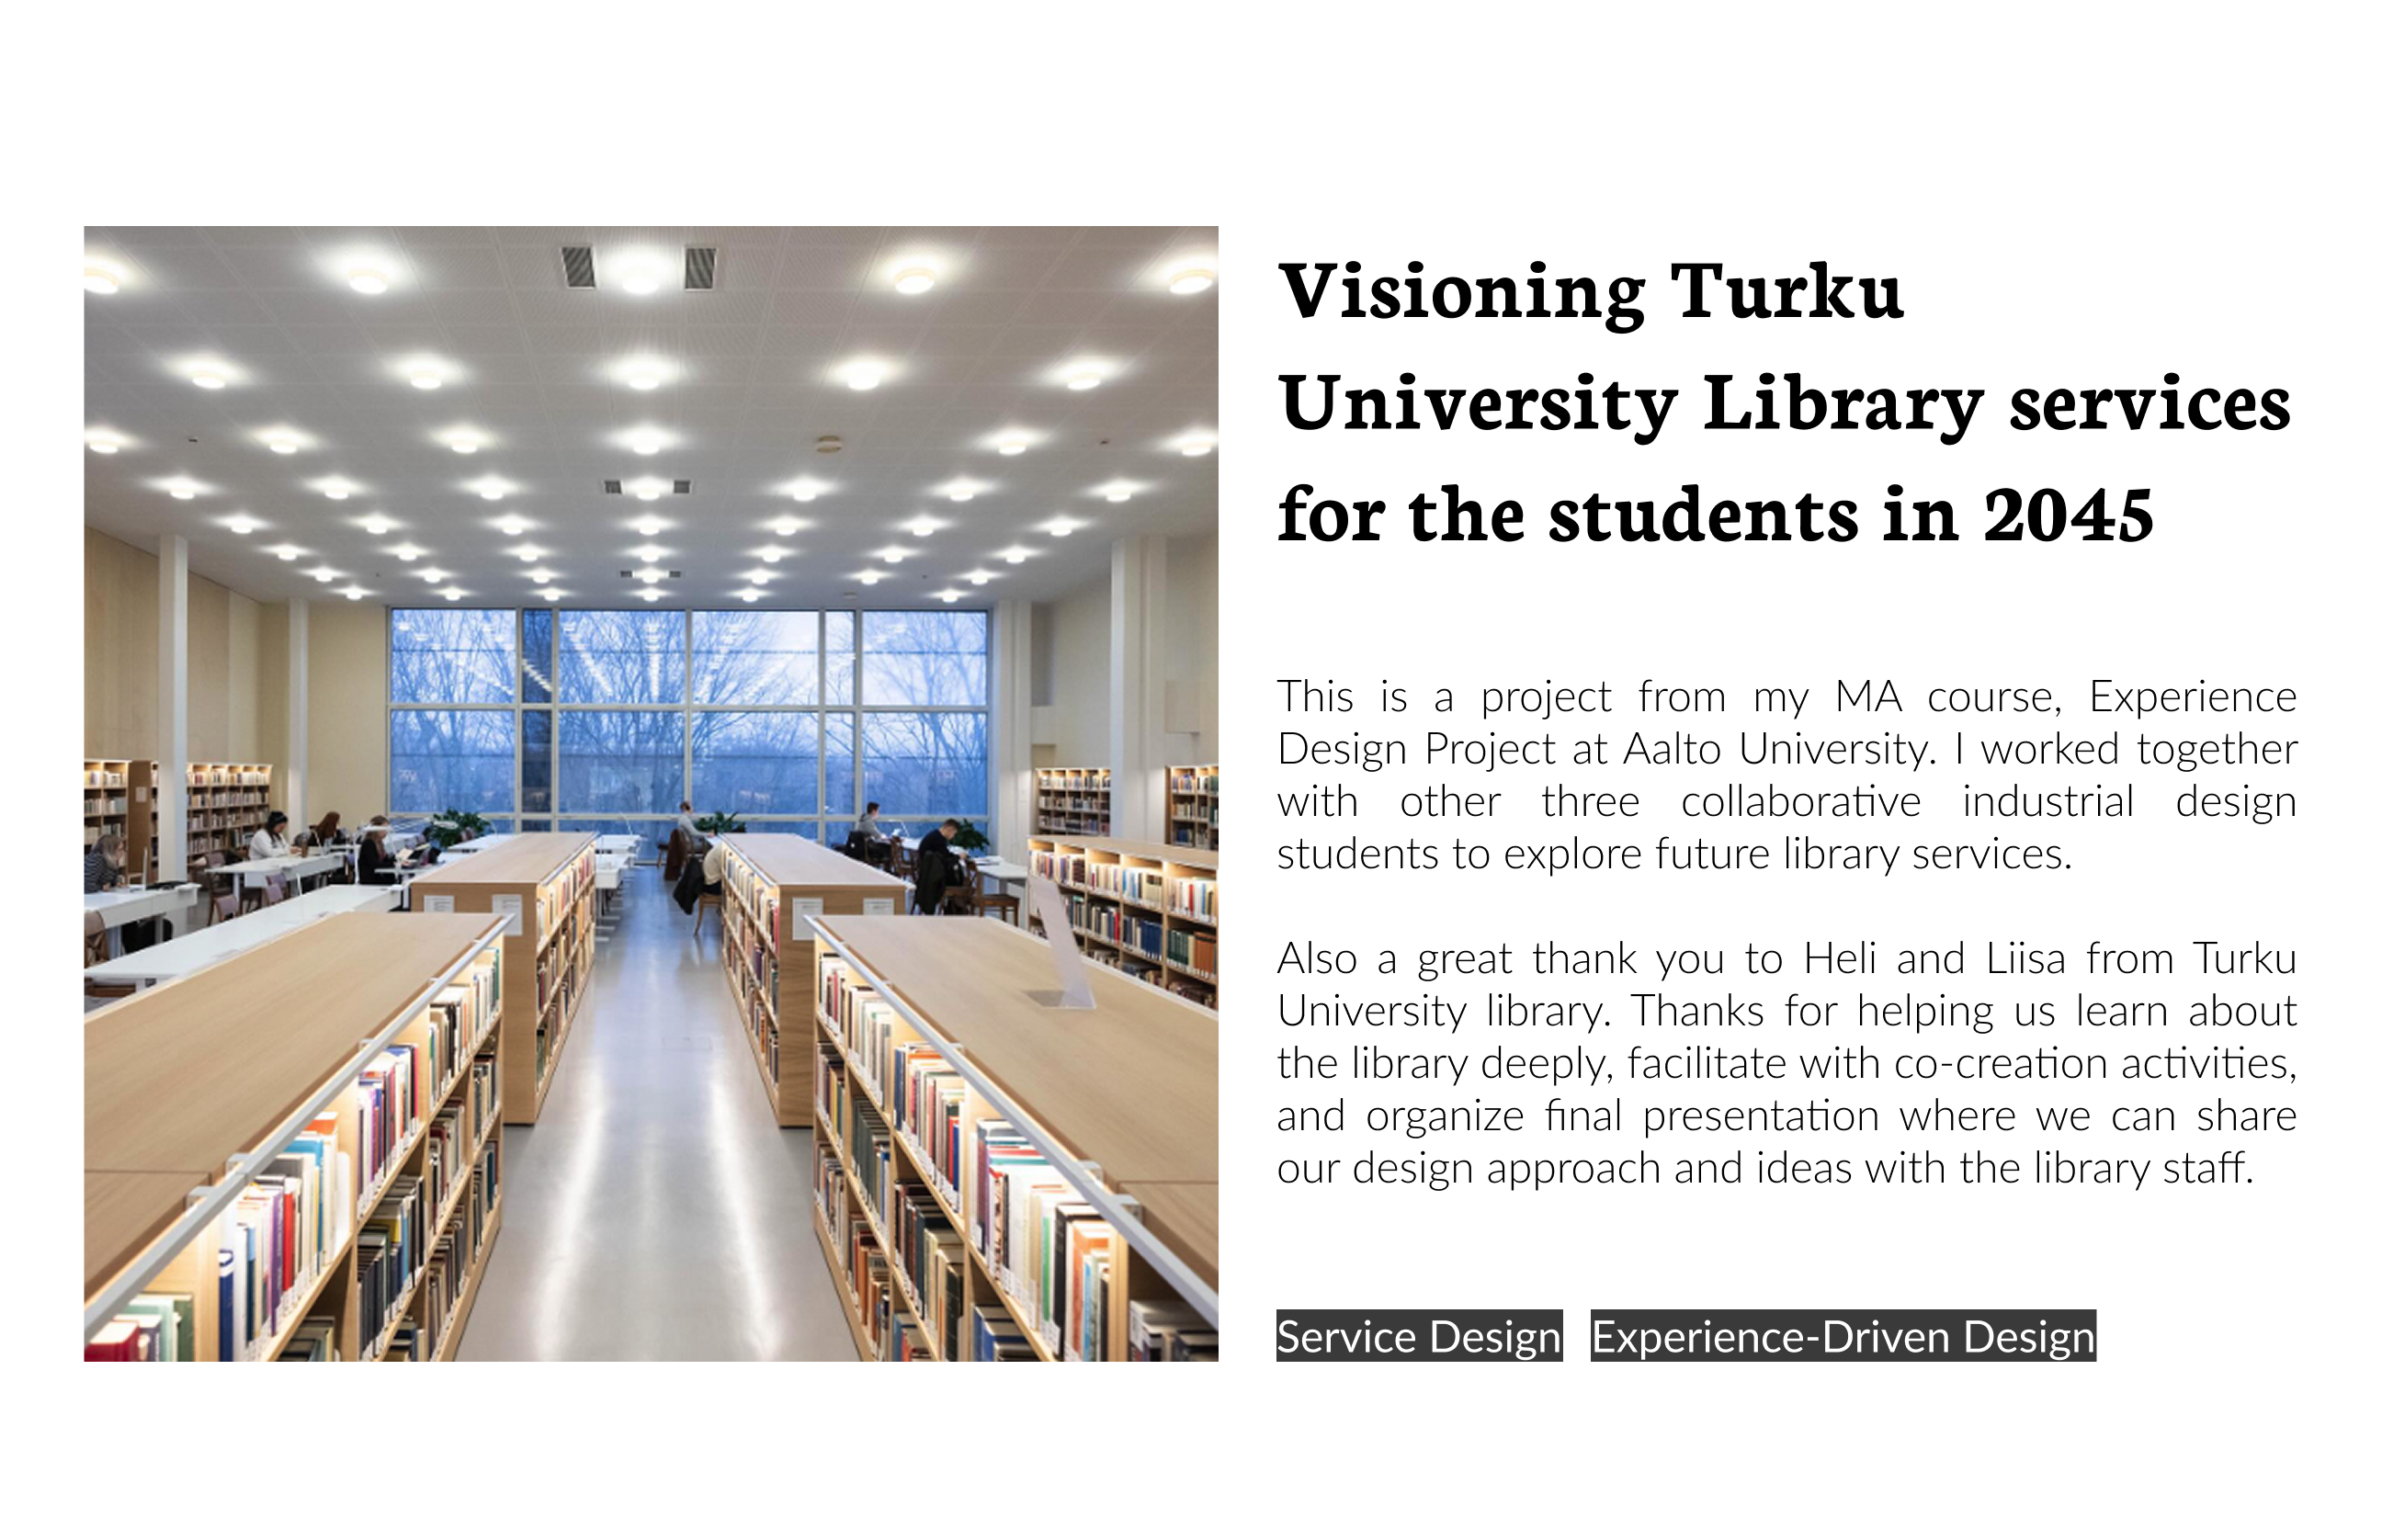 Visioning Turku
University Library services
for the students in 2045
This is a project from my MA course, Experience
Design Project at Aalto University. I worked together
with other three collaborative industrial design
students to explore future library services.
Also a great thank you to Heli and Liisa from Turku
University library. Thanks for helping us learn about
the library deeply, facilitate with co-creation activities,
and organize final presentation where we can share
our design approach and ideas with the library staff.
Service Design Experience-Driven Design